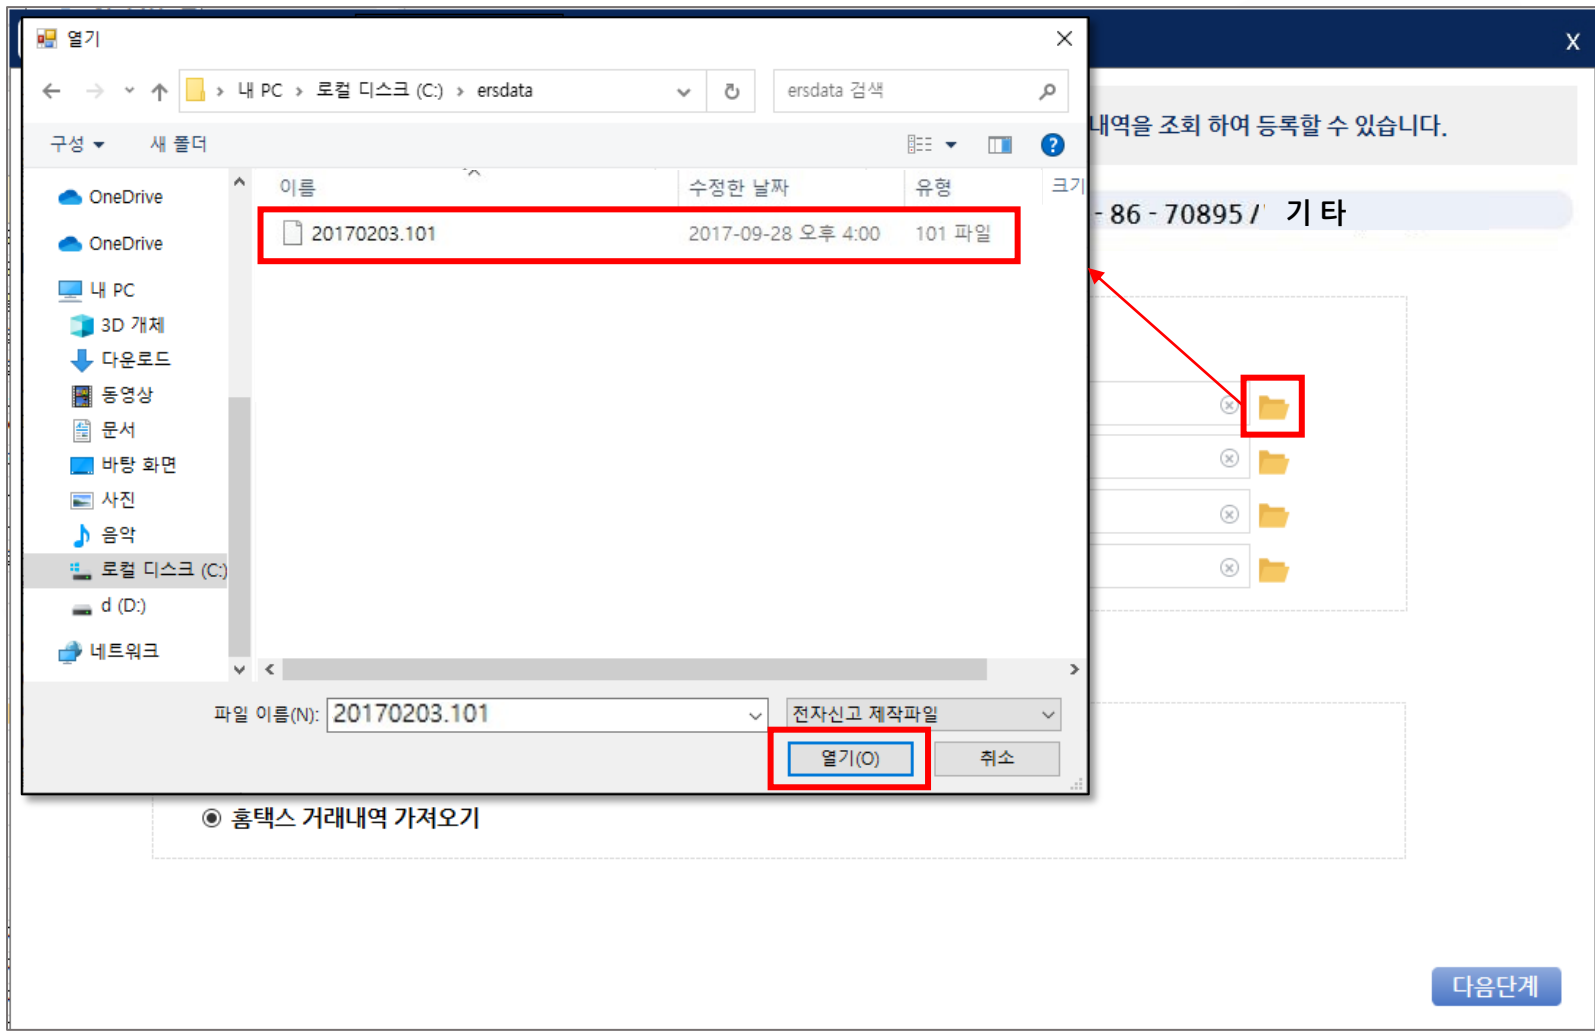 열기
X
내 PC › 로컬 디스크 (C:) › ersdata
ersdata 검색
내역을 조회 하여 등록할 수 있습니다.
구성
새 폴더
이름
수정한 날짜
유형
크기
OneDrive
- 86 - 70895 /
기 타
20170203.101
2017-09-28 오후 4:00
101 파일
OneDrive
내 PC
3D 개체
다운로드
동영상
문서
바탕 화면
사진
음악
로컬 디스크 (C:)
d (D:)
네트워크
파일 이름(N):
20170203.101
전자신고 제작파일
열기(O)
취소
홈택스 거래내역 가져오기
다음단계